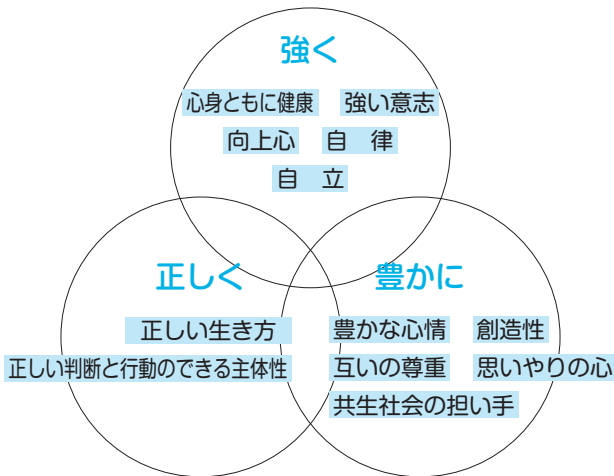 強く
心身ともに健康 強い意志
向上心 自　律
自　立
正しく
正しい生き方
正しい判断と行動のできる主体性
豊かに
豊かな心情 創造性
互いの尊重 思いやりの心
共生社会の担い手